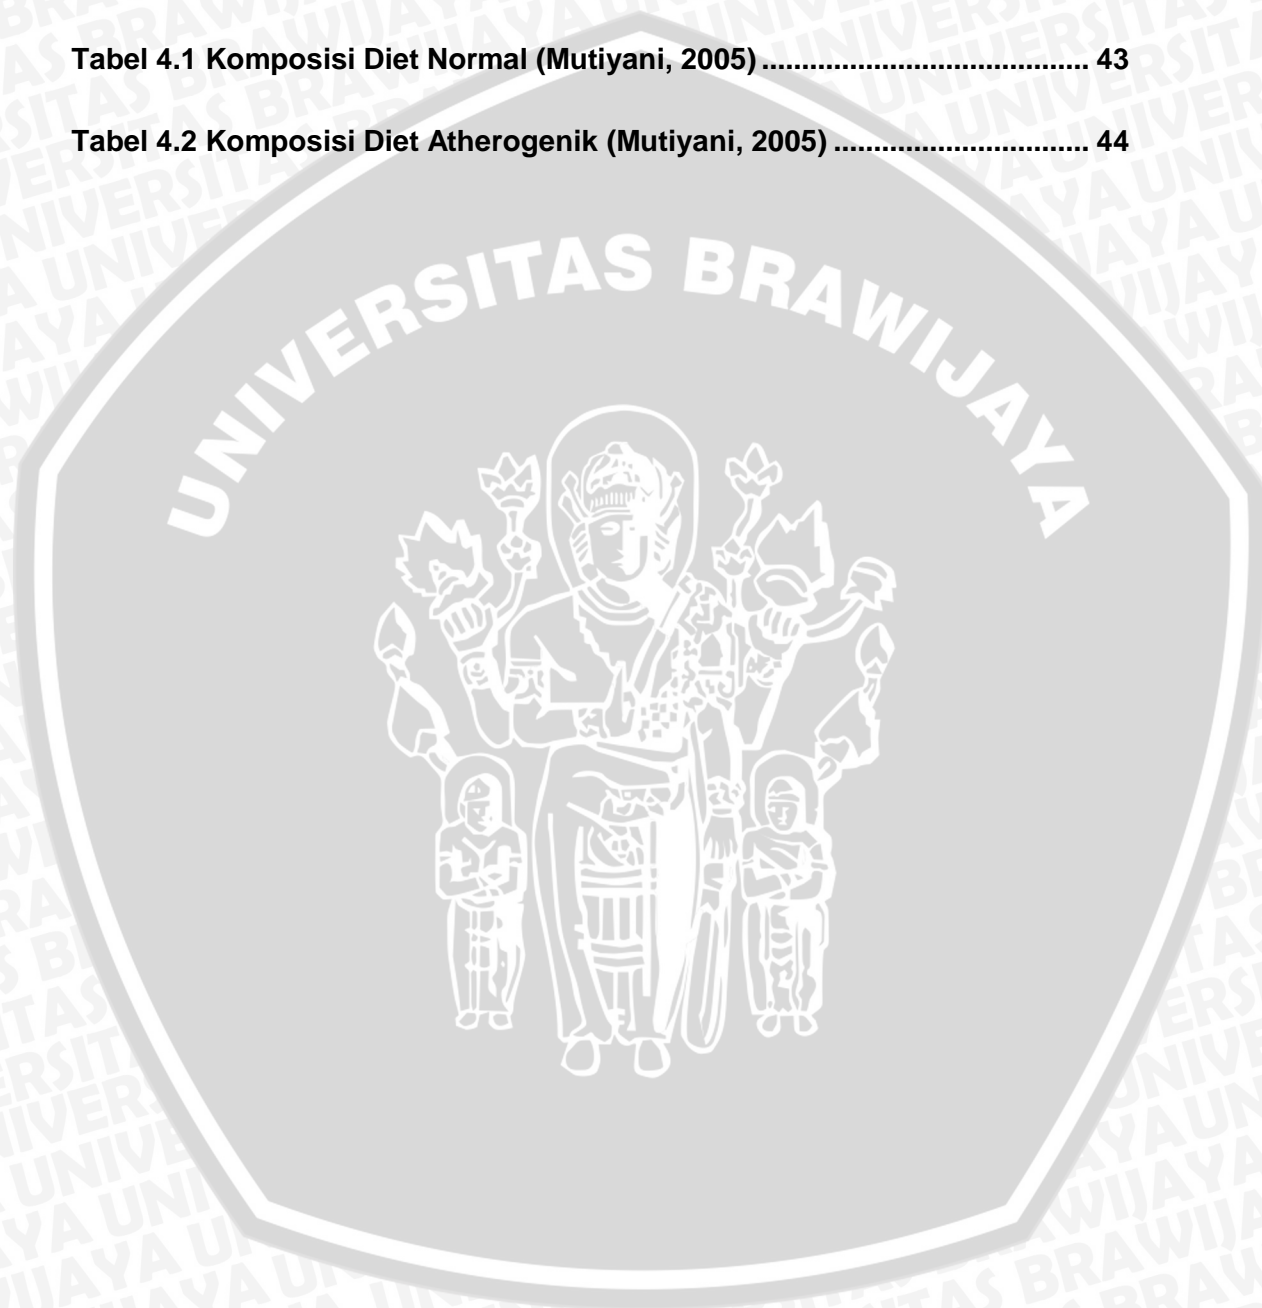 Tabel 4.1 Komposisi Diet Normal (Mutiyani, 2005) ......................................... 43
Tabel 4.2 Komposisi Diet Atherogenik (Mutiyani, 2005) ................................ 44
UNIVERSITAS BRAWIJAYA